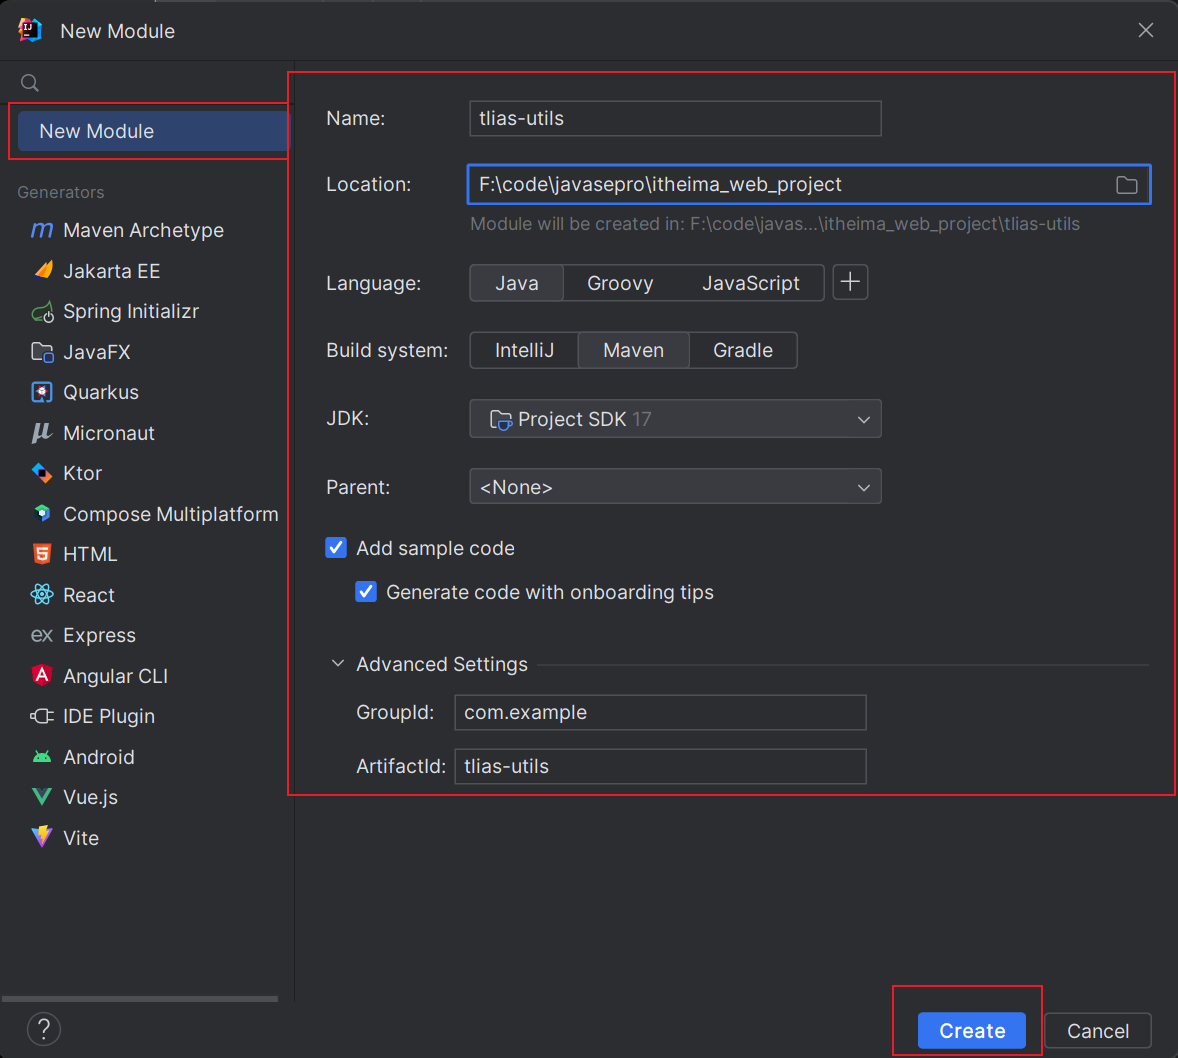 New Module
New Module
Generators
Maven Archetype
Jakarta EE
Spring Initializr
JavaFX
Quarkus
Micronaut
Ktor
Compose Multiplatform
HTML
React
Express
Angular CLI
IDE Plugin
Android
Vue.js
Vite
Name: tlias-utils
Location: F:\code\javasepro\itheima_web_project
Module will be created in: F:\code\javas...\itheima_web_project\tlias-utils
Language: Java Groovy JavaScript +
Build system: IntelliJ Maven Gradle
JDK: Project SDK 17
Parent: <None>
Add sample code
Generate code with onboarding tips
Advanced Settings
GroupId: com.example
ArtifactId: tlias-utils
? Create Cancel